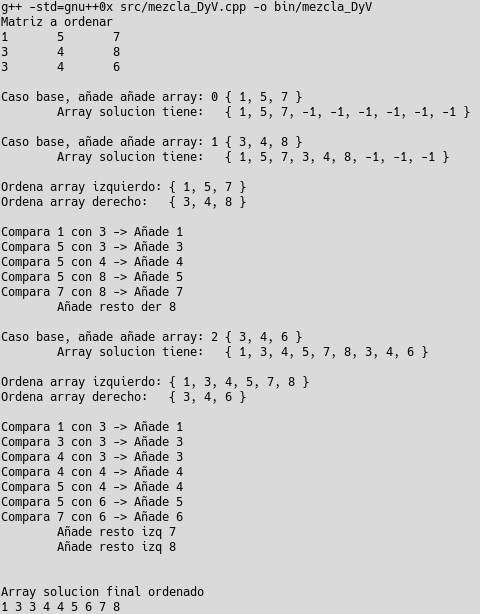 g++ -std=gnu++0x src/mezcla_DyV.cpp -o bin/mezcla_DyV
Matriz a ordenar
1       5       7
3       4       8
3       4       6
Caso base, añade añade array: 0 { 1, 5, 7 }
        Array solucion tiene:   { 1, 5, 7, -1, -1, -1, -1, -1, -1 }
Caso base, añade añade array: 1 { 3, 4, 8 }
        Array solucion tiene:   { 1, 5, 7, 3, 4, 8, -1, -1, -1 }
Ordena array izquierdo: { 1, 5, 7 }
Ordena array derecho:   { 3, 4, 8 }
Compara 1 con 3 -> Añade 1
Compara 5 con 3 -> Añade 3
Compara 5 con 4 -> Añade 4
Compara 5 con 8 -> Añade 5
Compara 7 con 8 -> Añade 7
        Añade resto der 8
Caso base, añade añade array: 2 { 3, 4, 6 }
        Array solucion tiene:   { 1, 3, 4, 5, 7, 8, 3, 4, 6 }
Ordena array izquierdo: { 1, 3, 4, 5, 7, 8 }
Ordena array derecho:   { 3, 4, 6 }
Compara 1 con 3 -> Añade 1
Compara 3 con 3 -> Añade 3
Compara 4 con 3 -> Añade 3
Compara 4 con 4 -> Añade 4
Compara 5 con 4 -> Añade 4
Compara 5 con 6 -> Añade 5
Compara 7 con 6 -> Añade 6
        Añade resto izq 7
        Añade resto izq 8
Array solucion final ordenado
1 3 3 4 4 5 6 7 8